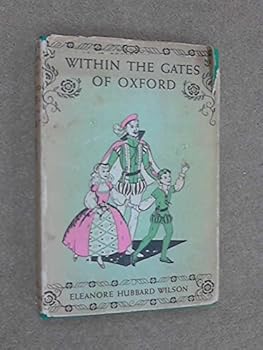 WITHIN THE GATES
OF OXFORD
ELEANORE HUBBARD WILSON